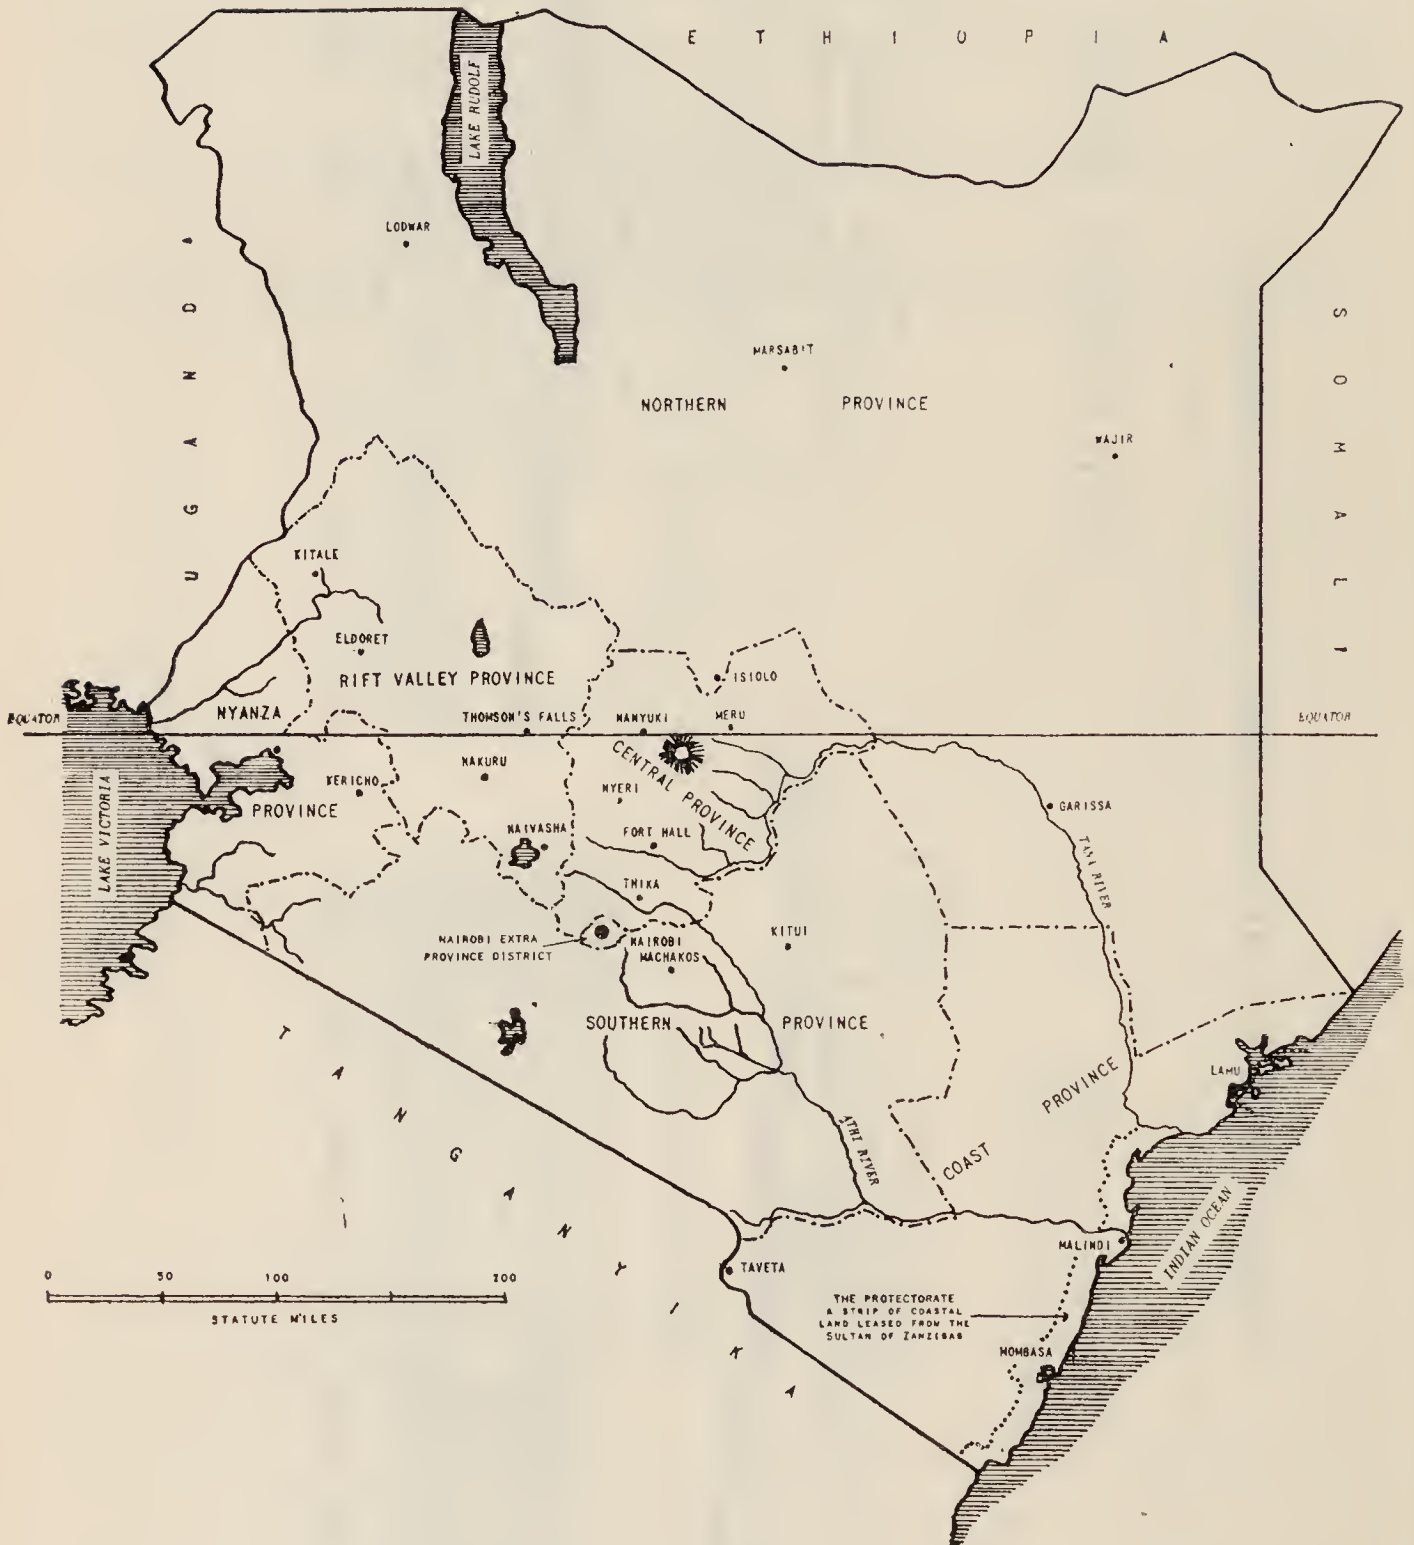 ETHIOPIA
LAKE RUDOLF
LODWAR
UGANDA
SOMALI
MARSABIT
NORTHERN PROVINCE
WAJIR
KITALE
ELDORET
RIFT VALLEY PROVINCE
ISIOLO
NYANZA
THOMSON'S FALLS
NANYUKI
MERU
EQUATOR
EQUATOR
CENTRAL PROVINCE
NAKURU
KERICHO
NYERI
GARISSA
PROVINCE
LAKE VICTORIA
NAIVASHA
FORT HALL
TANA RIVER
THIKA
KITUI
NAIROBI EXTRA
PROVINCE DISTRICT
NAIROBI
MACHAKOS
SOUTHERN PROVINCE
TANGANYIKA
LAMU
COAST PROVINCE
ATHI RIVER
INDIAN OCEAN
MALINDI
TAVETA
0 50 100 200
STATUTE MILES
THE PROTECTORATE
A STRIP OF COASTAL
LAND LEASED FROM THE
SULTAN OF ZANZIBAR
MOMBASA